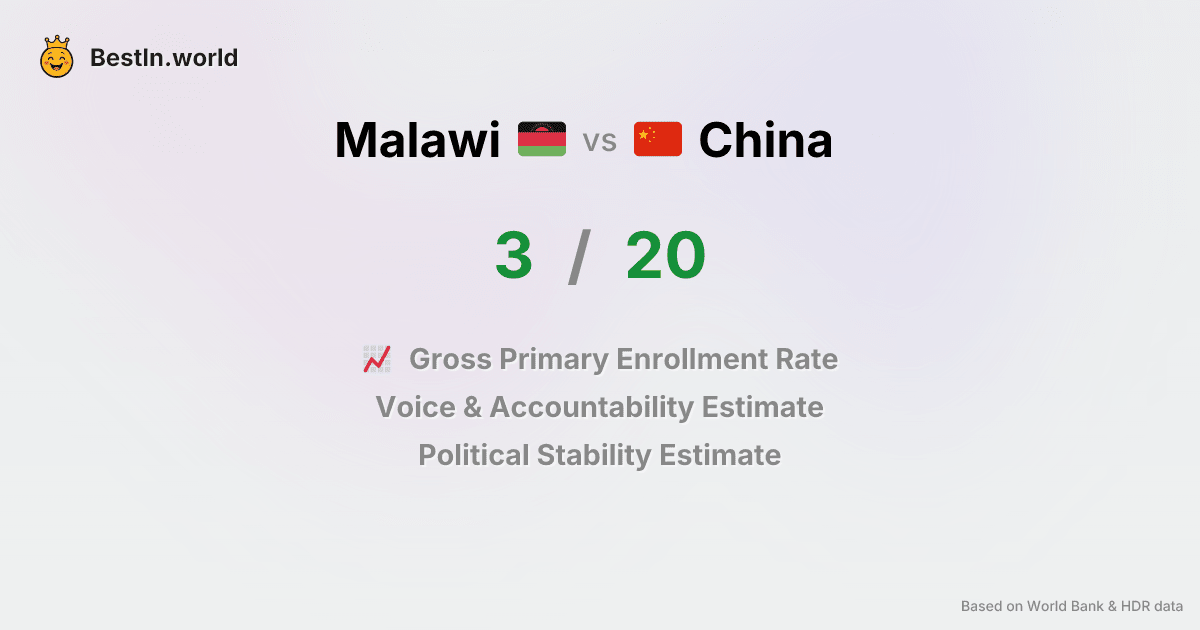 BestIn.world
Malawi vs China
3 / 20
Gross Primary Enrollment Rate
Voice & Accountability Estimate
Political Stability Estimate
Based on World Bank & HDR data